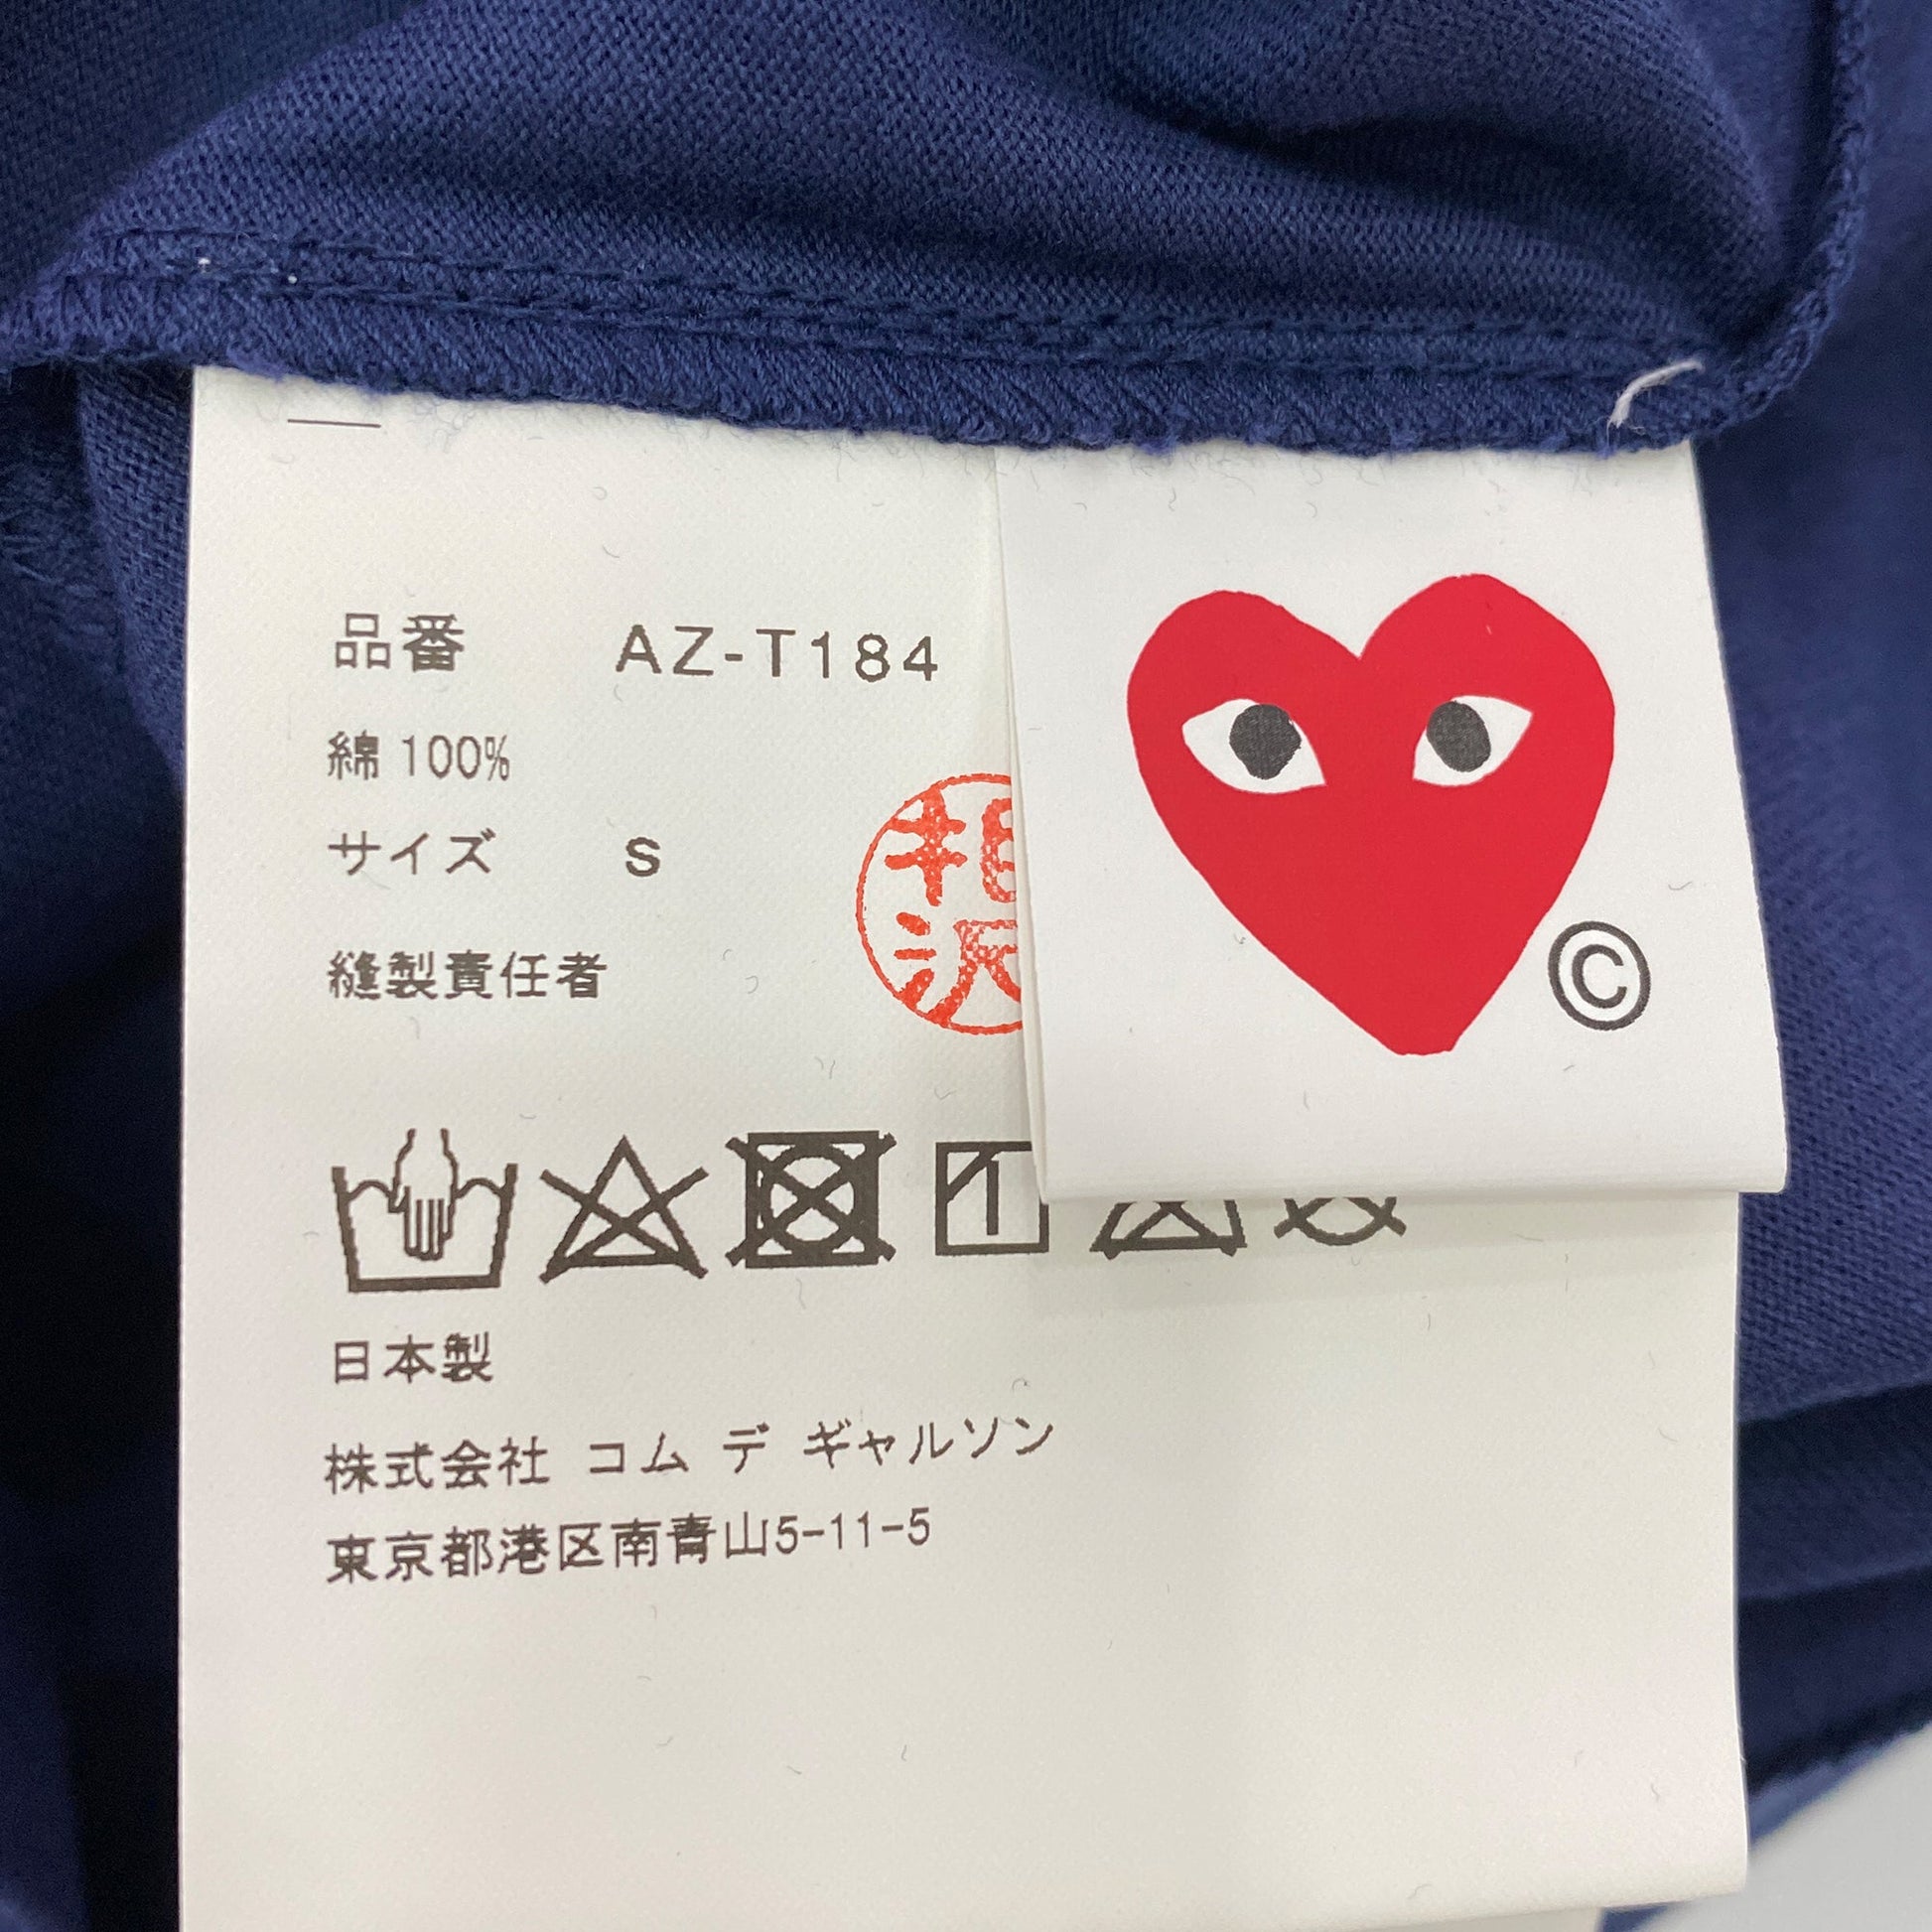 品番 AZ-T184
綿 100%
サイズ S
相沢
縫製責任者
©
日本製
株式会社 コム デ ギャルソン
東京都港区南青山5-11-5